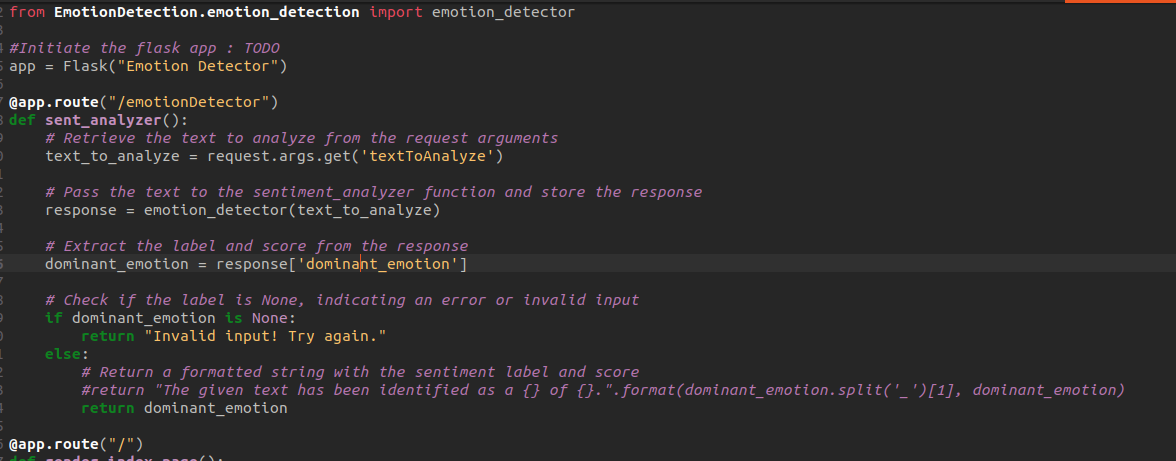 from EmotionDetection.emotion_detection import emotion_detector
#Initiate the flask app : TODO
app = Flask("Emotion Detector")
@app.route("/emotionDetector")
def sent_analyzer():
    # Retrieve the text to analyze from the request arguments
    text_to_analyze = request.args.get('textToAnalyze')
    # Pass the text to the sentiment_analyzer function and store the response
    response = emotion_detector(text_to_analyze)
    # Extract the label and score from the response
    dominant_emotion = response['dominant_emotion']
    # Check if the label is None, indicating an error or invalid input
    if dominant_emotion is None:
        return "Invalid input! Try again."
    else:
        # Return a formatted string with the sentiment label and score
        #return "The given text has been identified as a {} of {}.".format(dominant_emotion.split('_')[1], dominant_emotion)
        return dominant_emotion
@app.route("/")
def render_index_page():